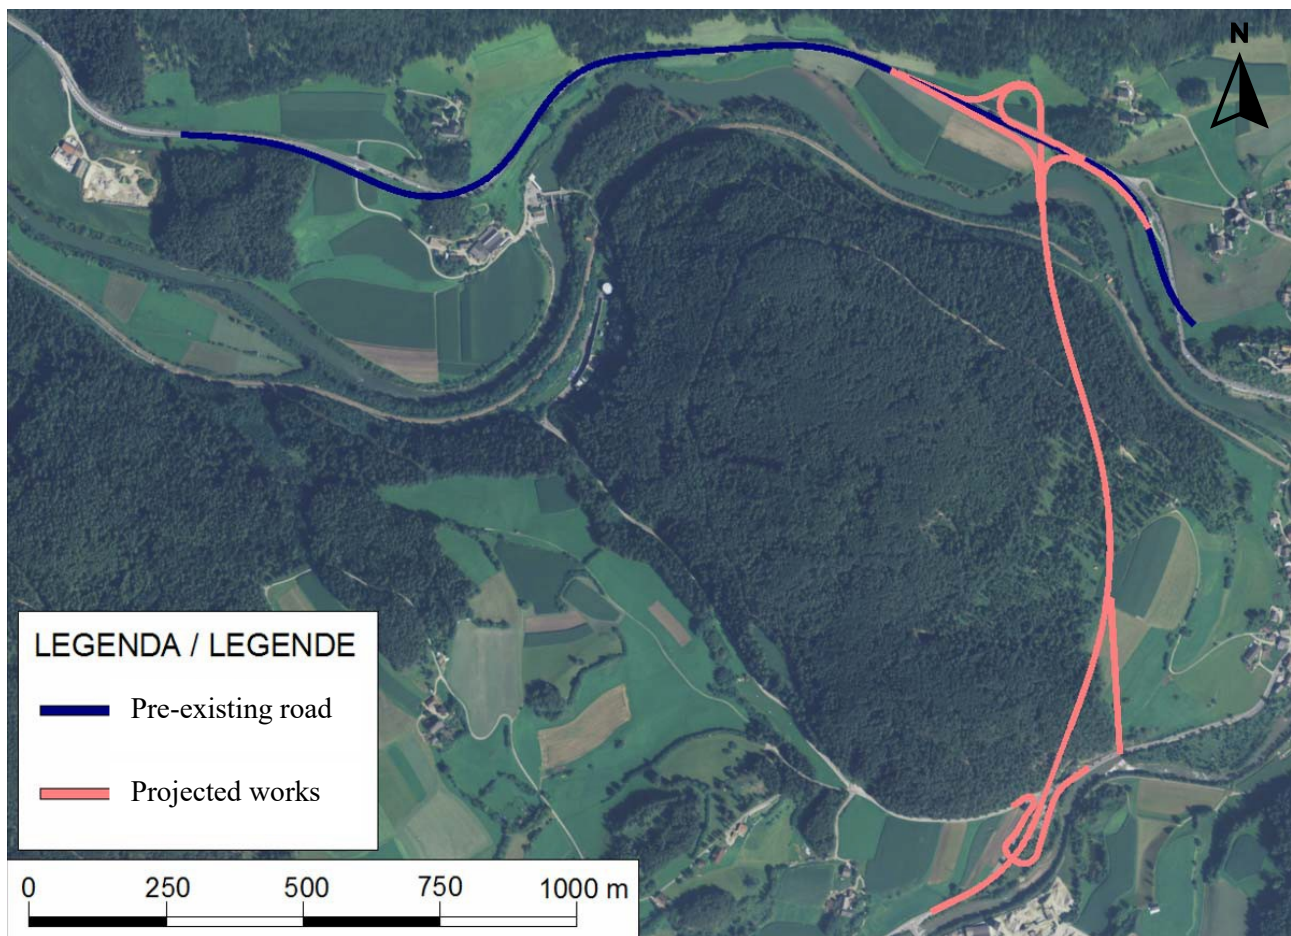 N
LEGENDA / LEGENDE
Pre-existing road
Projected works
0 250 500 750 1000 m